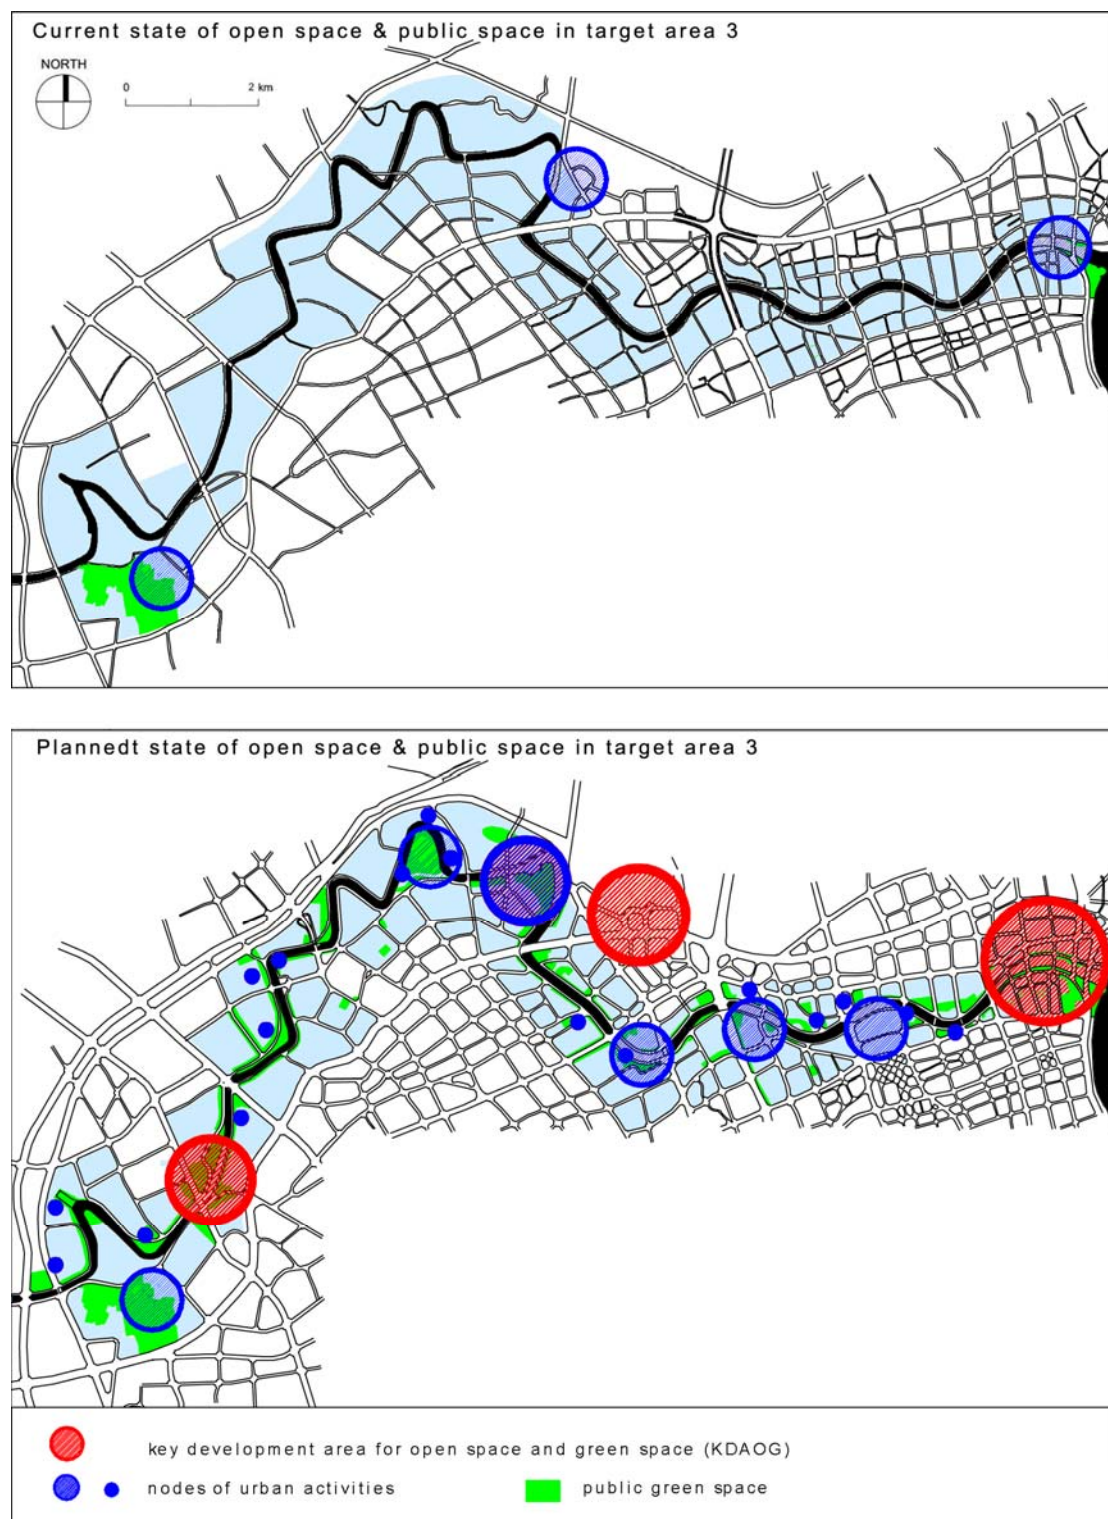 Current state of open space & public space in target area 3
NORTH
0 2 km
Plannedt state of open space & public space in target area 3
key development area for open space and green space (KDAOG)
nodes of urban activities
public green space